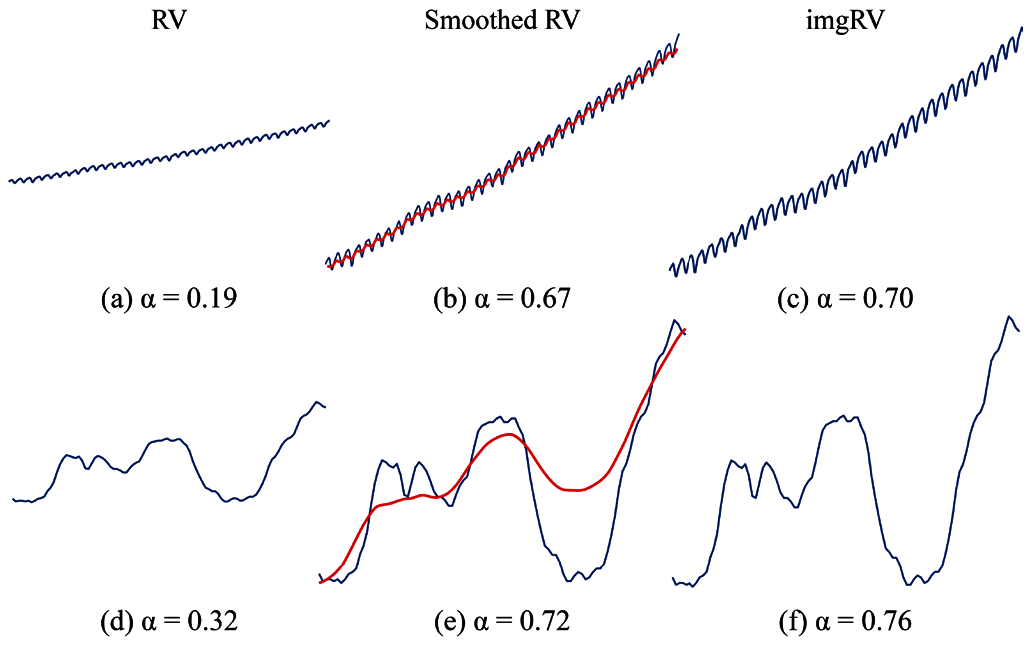 RV Smoothed RV imgRV
(a) α = 0.19 (b) α = 0.67 (c) α = 0.70
(d) α = 0.32 (e) α = 0.72 (f) α = 0.76